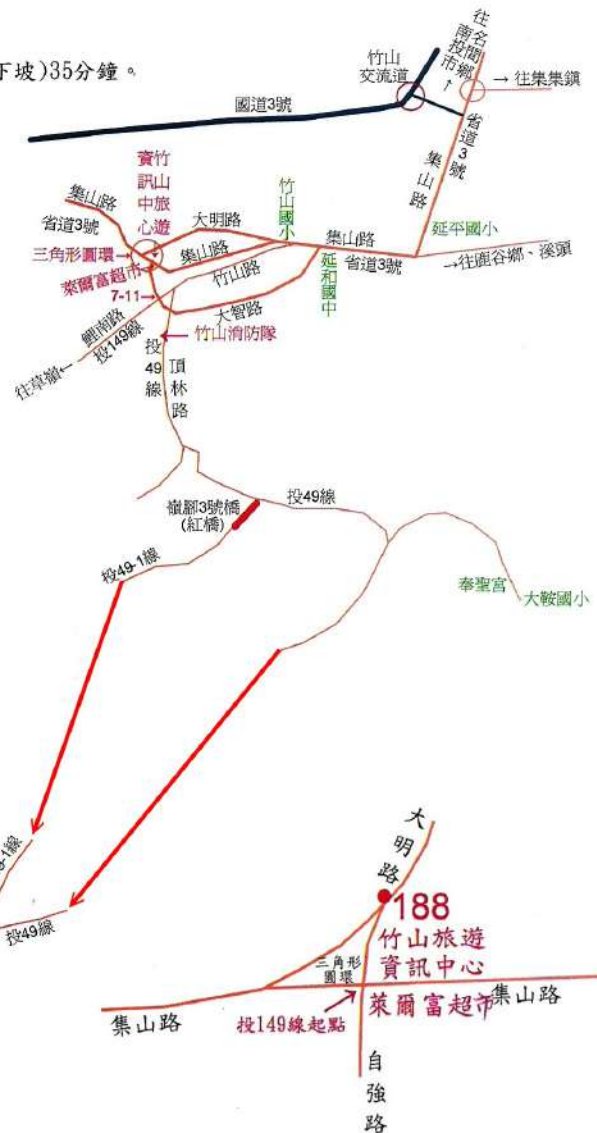 下坡)35分鐘。
往名間鄉
南投市↑
竹山
交流道
→ 往集集鎮
國道3號
省道3號
集山路
竹山旅遊
資訊中心
集山路
省道3號
大明路
竹山國小
延平國小
三角形圓環→
集山路
集山路
省道3號
→往鹿谷鄉、溪頭
萊爾富超市
竹山路
延和國中
7-11→
大智路
鯉南路
投149線
往草嶺←
←竹山消防隊
投49線
頂林路
嶺腳3號橋
(紅橋)
投49線
投49-1線
奉聖宮
大鞍國小
-1線
投49線
大明路
188
竹山旅遊
資訊中心
三角形
圓環
萊爾富超市
集山路
集山路
投149線起點
自強路